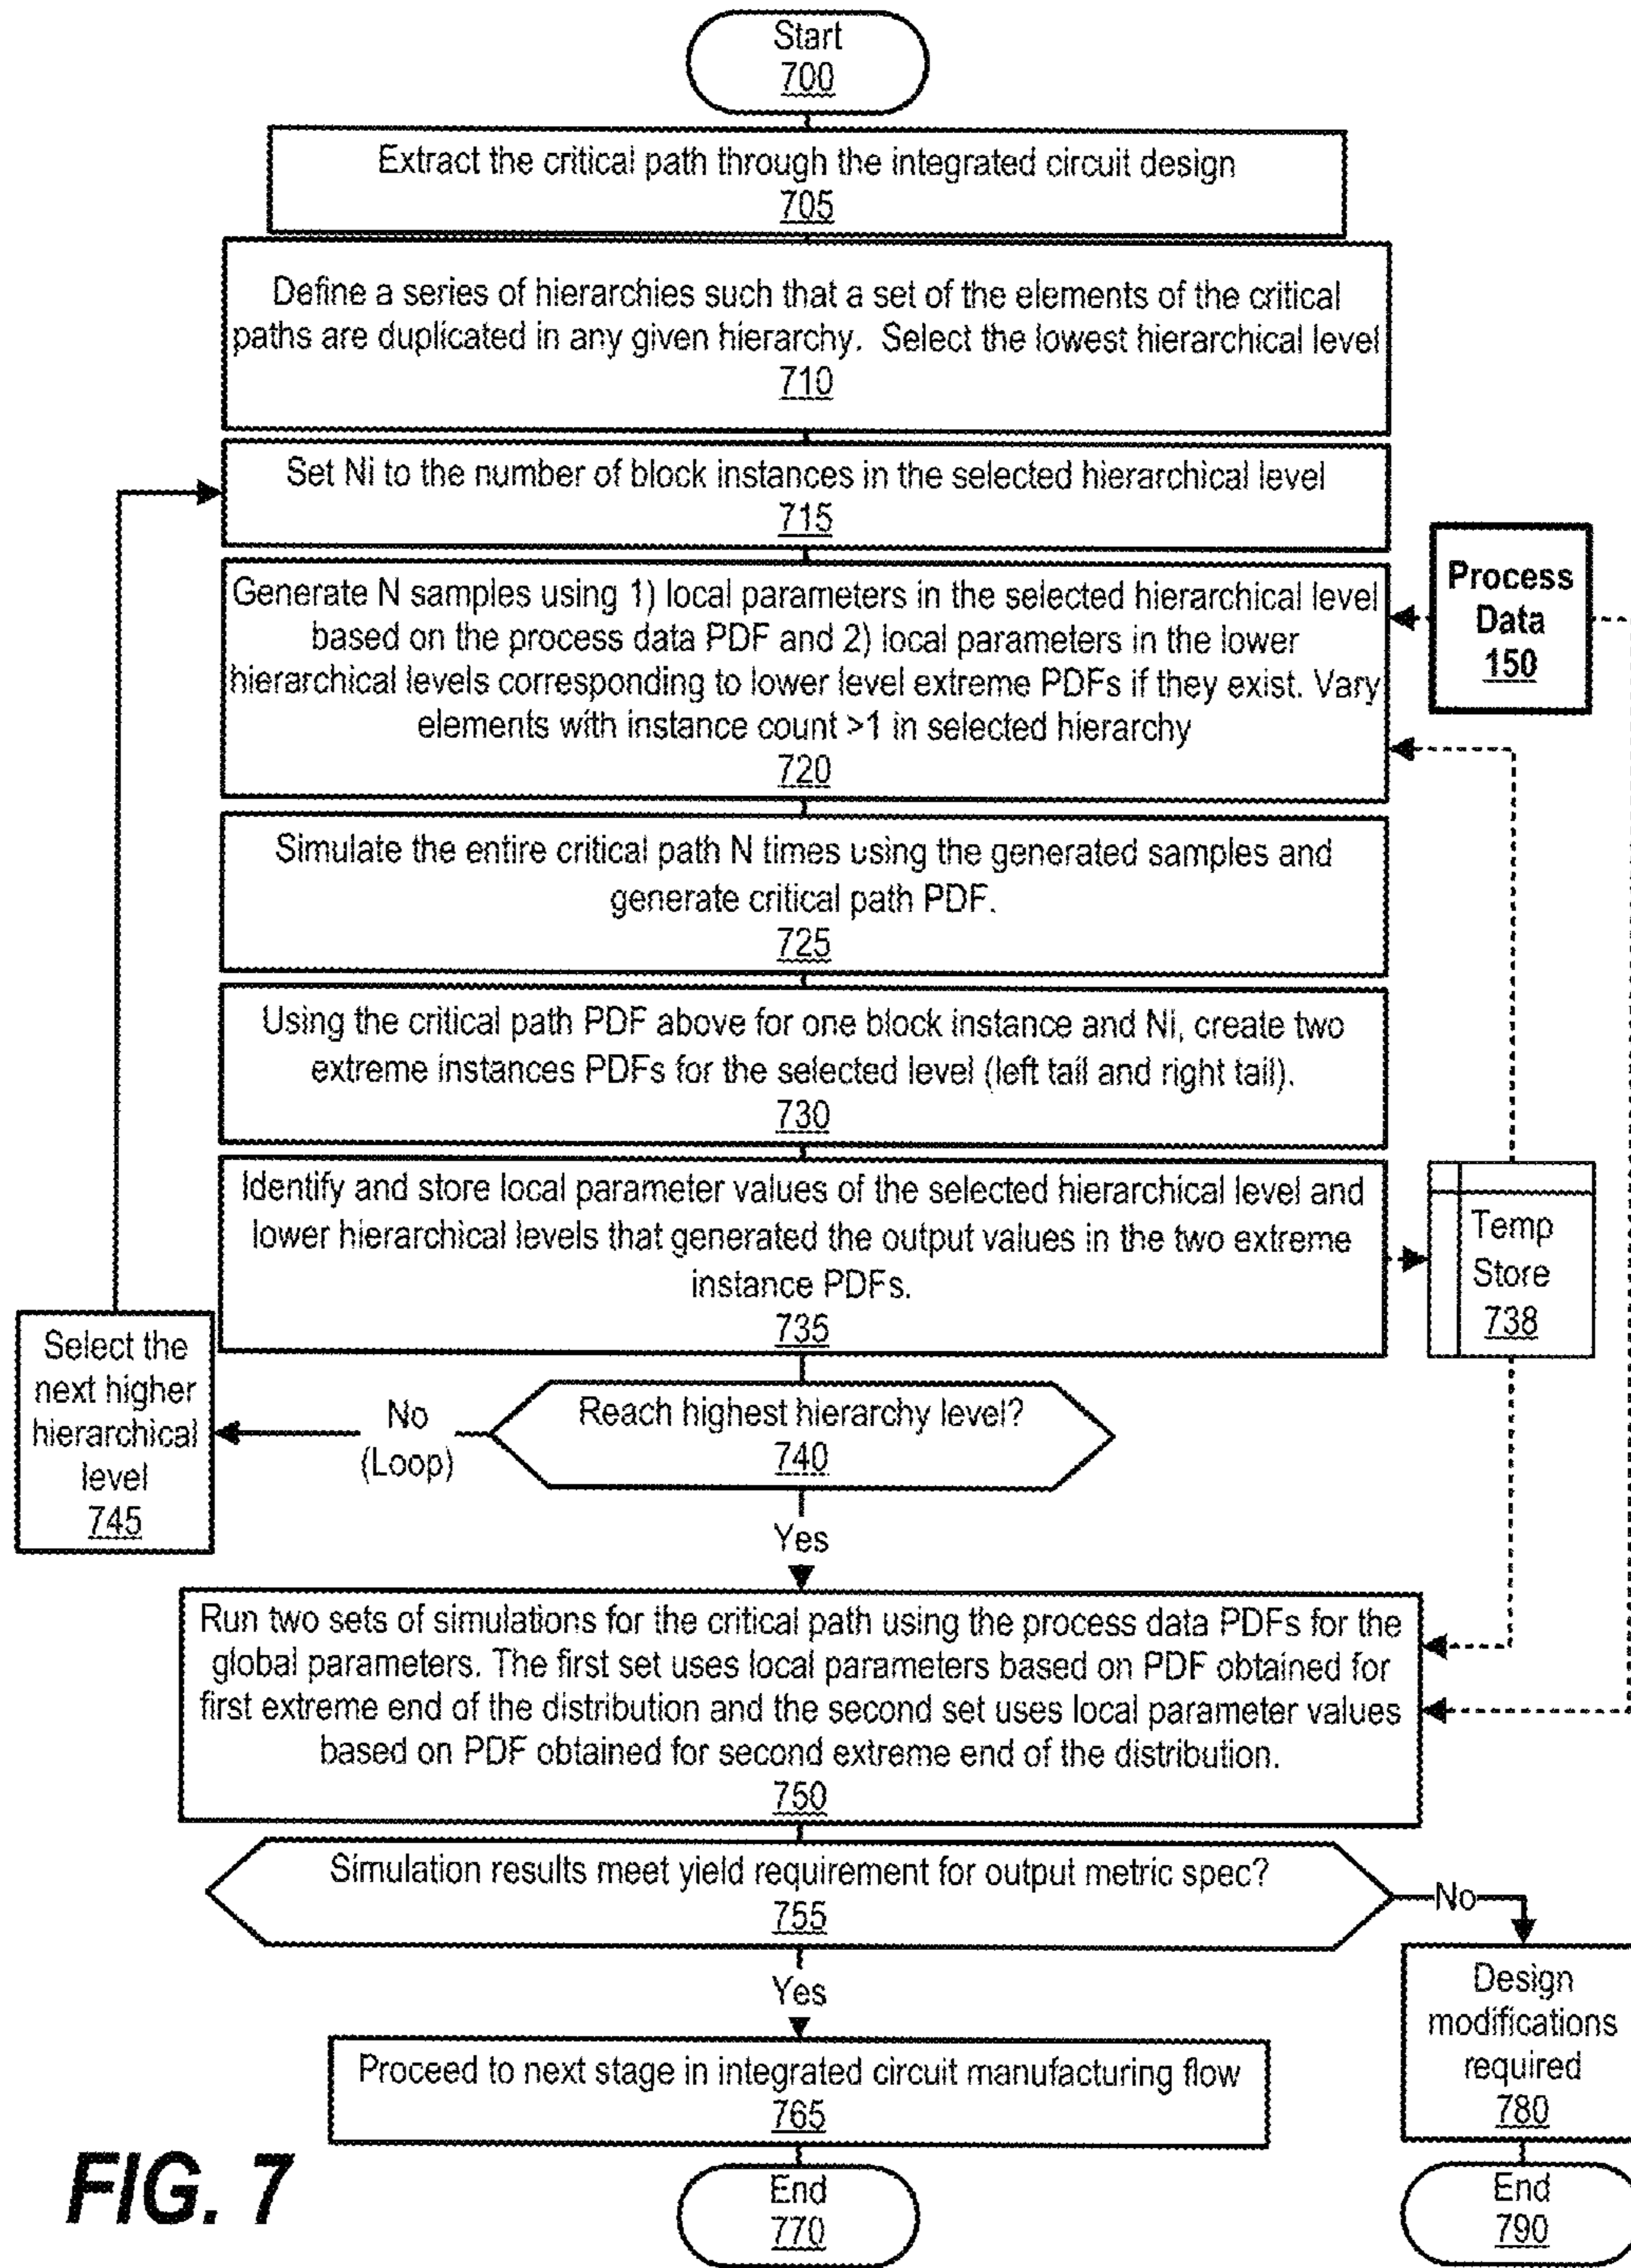 Start
700
Extract the critical path through the integrated circuit design
705
Define a series of hierarchies such that a set of the elements of the critical
paths are duplicated in any given hierarchy. Select the lowest hierarchical level
710
Set Ni to the number of block instances in the selected hierarchical level
715
Generate N samples using 1) local parameters in the selected hierarchical level
based on the process data PDF and 2) local parameters in the lower
hierarchical levels corresponding to lower level extreme PDFs if they exist. Vary
elements with instance count >1 in selected hierarchy
720
Process
Data
150
Simulate the entire critical path N times using the generated samples and
generate critical path PDF.
725
Using the critical path PDF above for one block instance and Ni, create two
extreme instances PDFs for the selected level (left tail and right tail).
730
Identify and store local parameter values of the selected hierarchical level and
lower hierarchical levels that generated the output values in the two extreme
instance PDFs.
735
Temp
Store
738
Select the
next higher
hierarchical
level
745
No
(Loop)
Reach highest hierarchy level?
740
Yes
Run two sets of simulations for the critical path using the process data PDFs for the
global parameters. The first set uses local parameters based on PDF obtained for
first extreme end of the distribution and the second set uses local parameter values
based on PDF obtained for second extreme end of the distribution.
750
Simulation results meet yield requirement for output metric spec?
755
No
Yes
Design
modifications
required
780
Proceed to next stage in integrated circuit manufacturing flow
765
End
770
End
790
FIG. 7